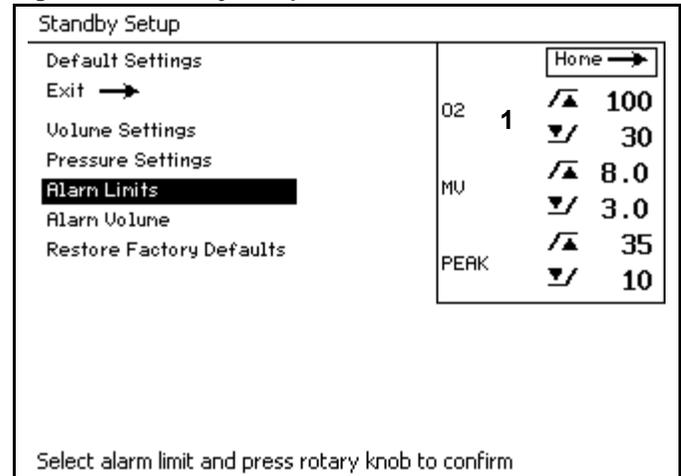 Standby Setup
Default Settings
Exit
Volume Settings
Pressure Settings
Alarm Limits
Alarm Volume
Restore Factory Defaults
Home
O2 1 100
30
MV 8.0
3.0
PEAK 35
10
Select alarm limit and press rotary knob to confirm